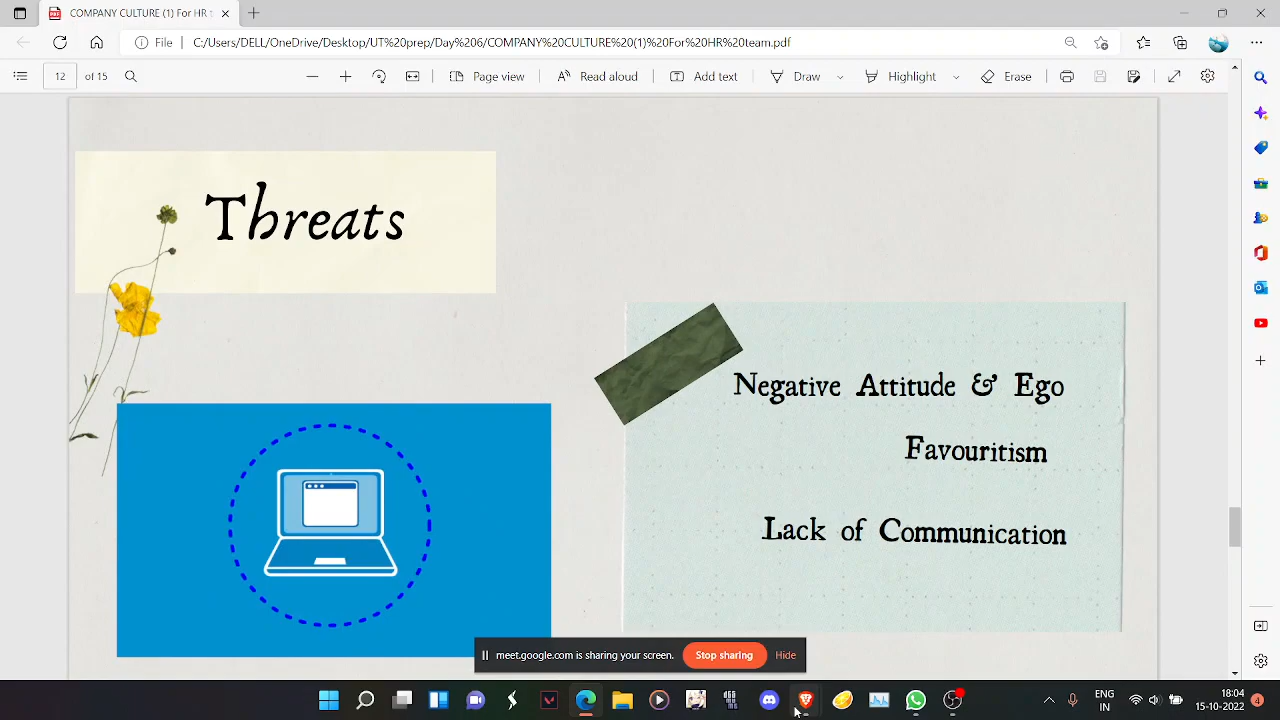 COMPANY CULTURE (1) For HR t
File
C:/Users/DELL/OneDrive/Desktop/UT%20prep/Day%206/COMPANY%20CULTURE%20(1)%20For%20HR%20team.pdf
12 of 15
Page view
Read aloud
Add text
Draw
Highlight
Erase
Threats
Negative Attitude & Ego
Favouritism
Lack of Communication
meet.google.com is sharing your screen.
Stop sharing
Hide
ENG
IN
18:04
15-10-2022
4